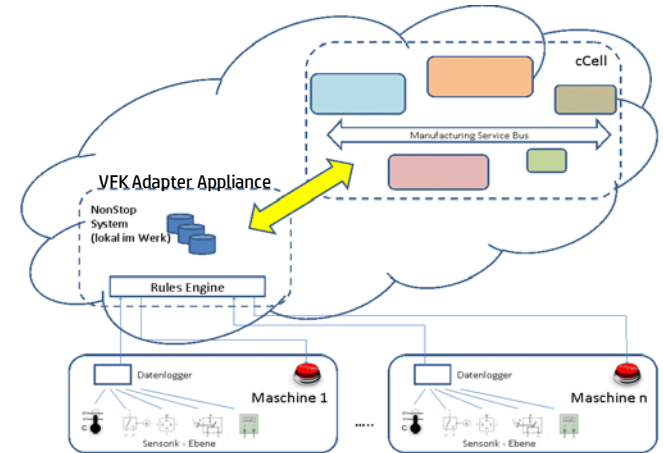 cCell
Manufacturing Service Bus
VFK Adapter Appliance
NonStop
System
(lokal im Werk)
Rules Engine
Datenlogger
Maschine 1
C
Sensorik - Ebene
.....
Datenlogger
Maschine n
C
Sensorik - Ebene